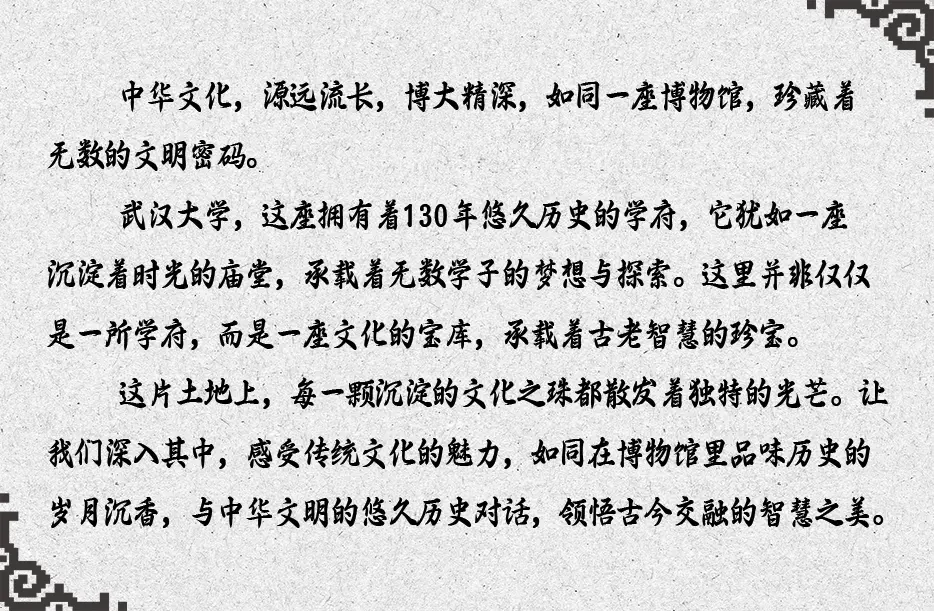 中华文化，源远流长，博大精深，如同一座博物馆，珍藏着
无数的文明密码。
武汉大学，这座拥有着130年悠久历史的学府，它犹如一座
沉淀着时光的庙堂，承载着无数学子的梦想与探索。这里并非仅仅
是一所学府，而是一座文化的宝库，承载着古老智慧的珍宝。
这片土地上，每一颗沉淀的文化之珠都散发着独特的光芒。让
我们深入其中，感受传统文化的魅力，如同在博物馆里品味历史的
岁月沉香，与中华文明的悠久历史对话，领悟古今交融的智慧之美。